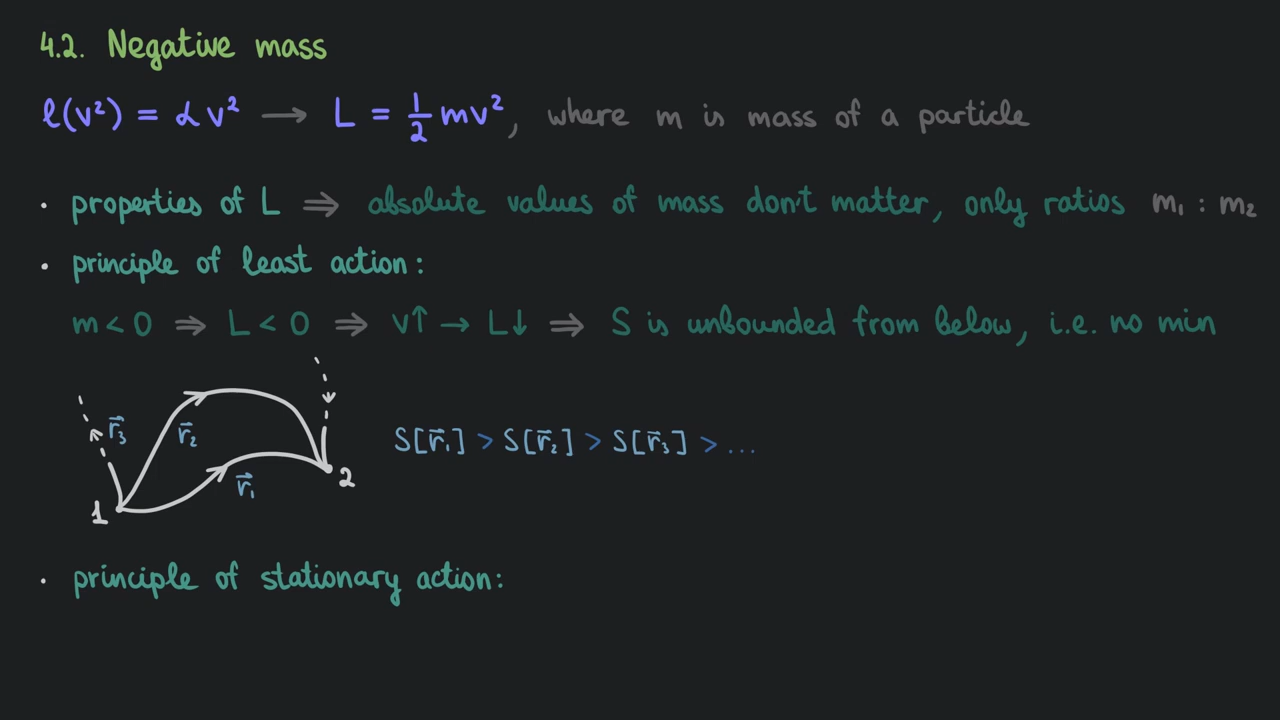 4.2. Negative mass
ℓ(v²) = αv² → L = ½ mv², where m is mass of a particle
· properties of L ⇒ absolute values of mass don't matter, only ratios m₁ : m₂
· principle of least action:
m < 0 ⇒ L < 0 ⇒ v↑ → L↓ ⇒ S is unbounded from below, i.e. no min
r⃗₃
r⃗₂
S[r⃗₁] > S[r⃗₂] > S[r⃗₃] > ...
2
r⃗₁
1
· principle of stationary action: